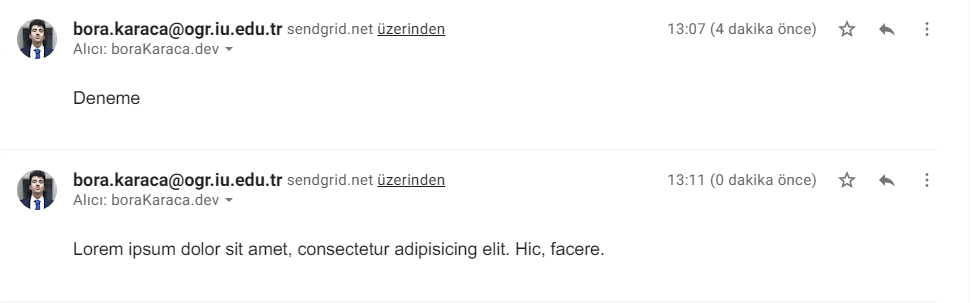 bora.karaca@ogr.iu.edu.tr sendgrid.net üzerinden 13:07 (4 dakika önce)
Alıcı: boraKaraca.dev
Deneme
bora.karaca@ogr.iu.edu.tr sendgrid.net üzerinden 13:11 (0 dakika önce)
Alıcı: boraKaraca.dev
Lorem ipsum dolor sit amet, consectetur adipisicing elit. Hic, facere.